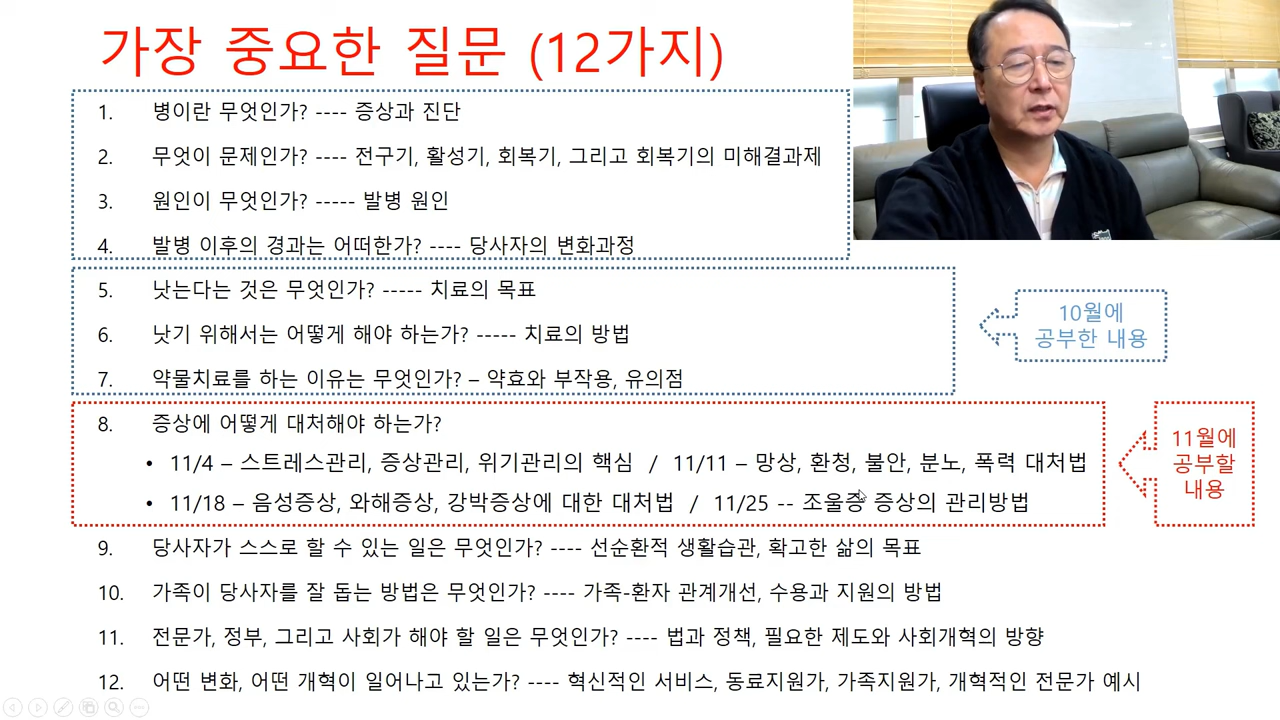 가장 중요한 질문 (12가지)
1. 병이란 무엇인가? ---- 증상과 진단
2. 무엇이 문제인가? ---- 전구기, 활성기, 회복기, 그리고 회복기의 미해결과제
3. 원인이 무엇인가? ----- 발병 원인
4. 발병 이후의 경과는 어떠한가? ---- 당사자의 변화과정
5. 낫는다는 것은 무엇인가? ----- 치료의 목표
6. 낫기 위해서는 어떻게 해야 하는가? ----- 치료의 방법
7. 약물치료를 하는 이유는 무엇인가? – 약효와 부작용, 유의점
10월에
공부한 내용
8. 증상에 어떻게 대처해야 하는가?
• 11/4 – 스트레스관리, 증상관리, 위기관리의 핵심 / 11/11 – 망상, 환청, 불안, 분노, 폭력 대처법
• 11/18 – 음성증상, 와해증상, 강박증상에 대한 대처법 / 11/25 -- 조울증 증상의 관리방법
11월에
공부할
내용
9. 당사자가 스스로 할 수 있는 일은 무엇인가? ---- 선순환적 생활습관, 확고한 삶의 목표
10. 가족이 당사자를 잘 돕는 방법은 무엇인가? ---- 가족-환자 관계개선, 수용과 지원의 방법
11. 전문가, 정부, 그리고 사회가 해야 할 일은 무엇인가? ---- 법과 정책, 필요한 제도와 사회개혁의 방향
12. 어떤 변화, 어떤 개혁이 일어나고 있는가? ---- 혁신적인 서비스, 동료지원가, 가족지원가, 개혁적인 전문가 예시